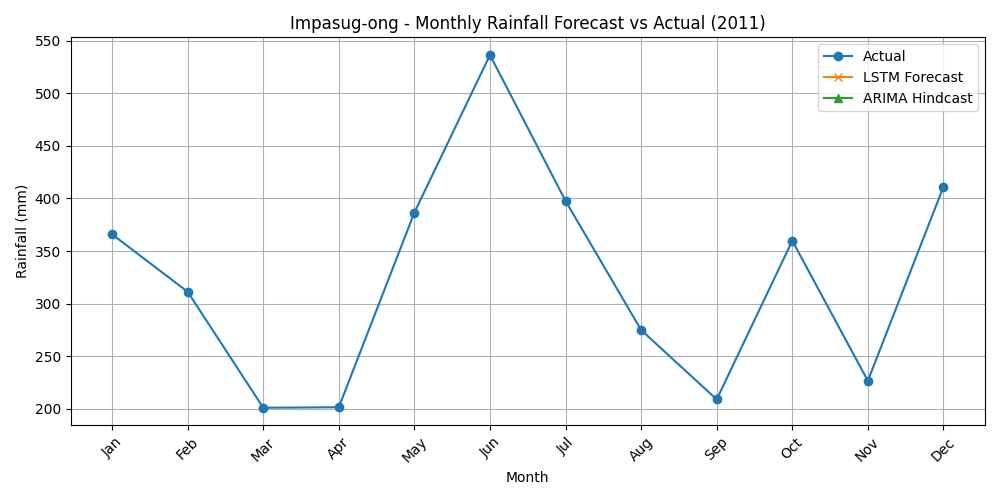 Impasug-ong - Monthly Rainfall Forecast vs Actual (2011)
Actual
LSTM Forecast
ARIMA Hindcast
Rainfall (mm)
550
500
450
400
350
300
250
200
Jan
Feb
Mar
Apr
May
Jun
Jul
Aug
Sep
Oct
Nov
Dec
Month